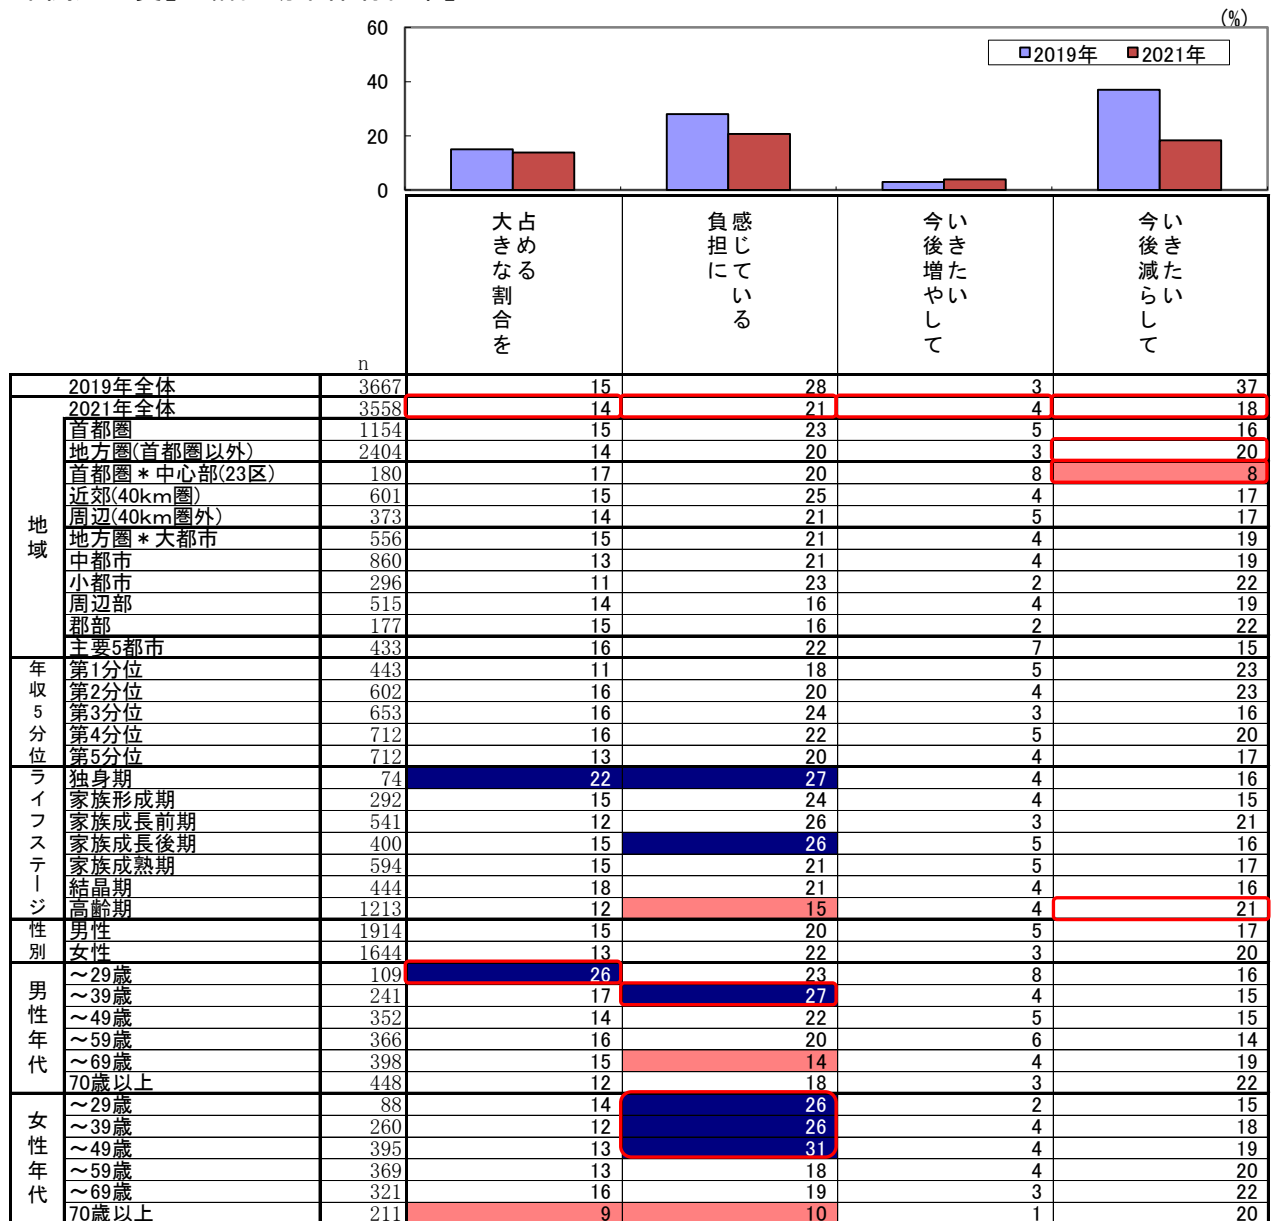 (%)
60
40
20
0
2019年 2021年
大きな割合を占める
負担に感じている
今後増やしていきたい
今後減らしていきたい
n
2019年全体 3667 15 28 3 37
2021年全体 3558 14 21 4 18
地域
首都圏 1154 15 23 5 16
地方圏(首都圏以外) 2404 14 20 3 20
首都圏*中心部(23区) 180 17 20 8 8
近郊(40km圏) 601 15 25 4 17
周辺(40km圏外) 373 14 21 5 17
地方圏*大都市 556 15 21 4 19
中都市 860 13 21 4 19
小都市 296 11 23 2 22
周辺部 515 14 16 4 19
郡部 177 15 16 2 22
主要5都市 433 16 22 7 15
年収5分位
第1分位 443 11 18 5 23
第2分位 602 16 20 4 23
第3分位 653 16 24 3 16
第4分位 712 16 22 5 20
第5分位 712 13 20 4 17
ライフステージ
独身期 74 22 27 4 16
家族形成期 292 15 24 4 15
家族成長前期 541 12 26 3 21
家族成長後期 400 15 26 5 16
家族成熟期 594 15 21 5 17
結晶期 444 18 21 4 16
高齢期 1213 12 15 4 21
性別
男性 1914 15 20 5 17
女性 1644 13 22 3 20
男性年代
~29歳 109 26 23 8 16
~39歳 241 17 27 4 15
~49歳 352 14 22 5 15
~59歳 366 16 20 6 14
~69歳 398 15 14 4 19
70歳以上 448 12 18 3 22
女性年代
~29歳 88 14 26 2 15
~39歳 260 12 26 4 18
~49歳 395 13 31 4 19
~59歳 369 13 18 4 20
~69歳 321 16 19 3 22
70歳以上 211 9 10 1 20